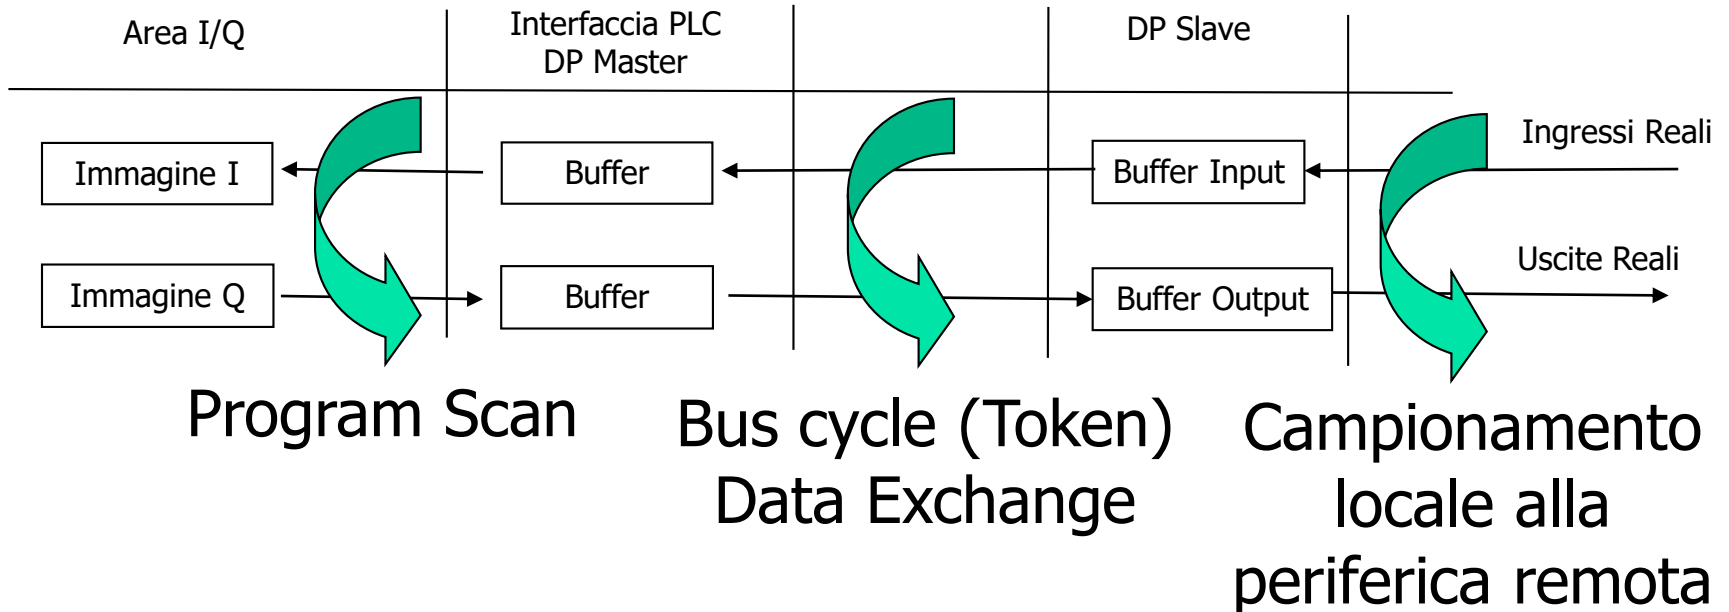 Area I/Q
Interfaccia PLC
DP Master
DP Slave
Ingressi Reali
Immagine I
Buffer
Buffer Input
Uscite Reali
Immagine Q
Buffer
Buffer Output
Program Scan
Bus cycle (Token)
Data Exchange
Campionamento
locale alla
periferica remota